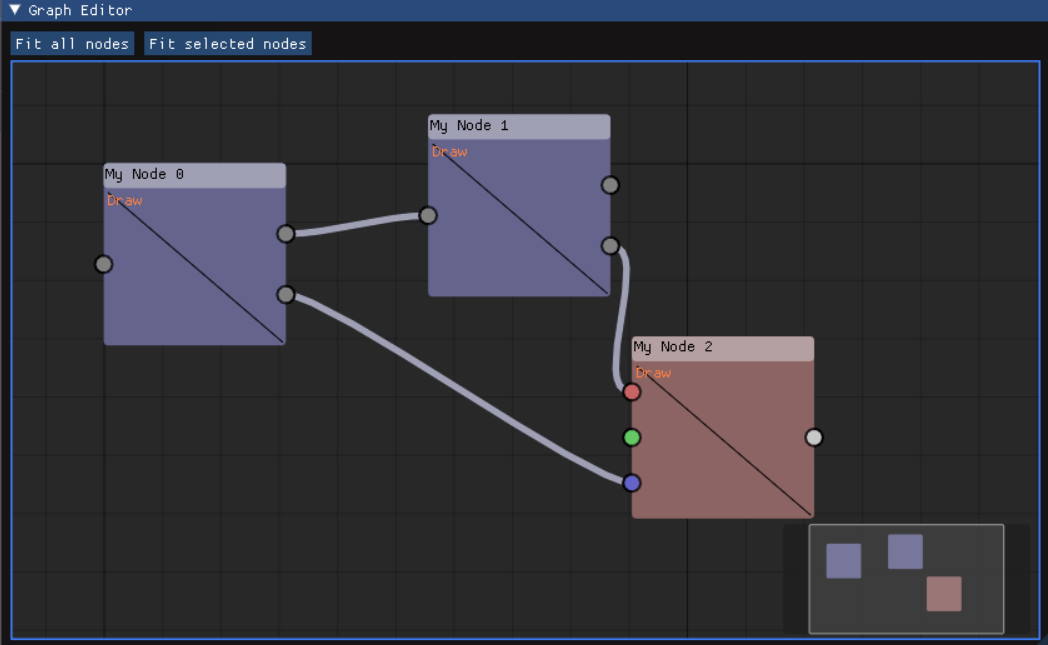 Graph Editor
Fit all nodes Fit selected nodes
My Node 1
Draw
My Node 0
Draw
My Node 2
Draw